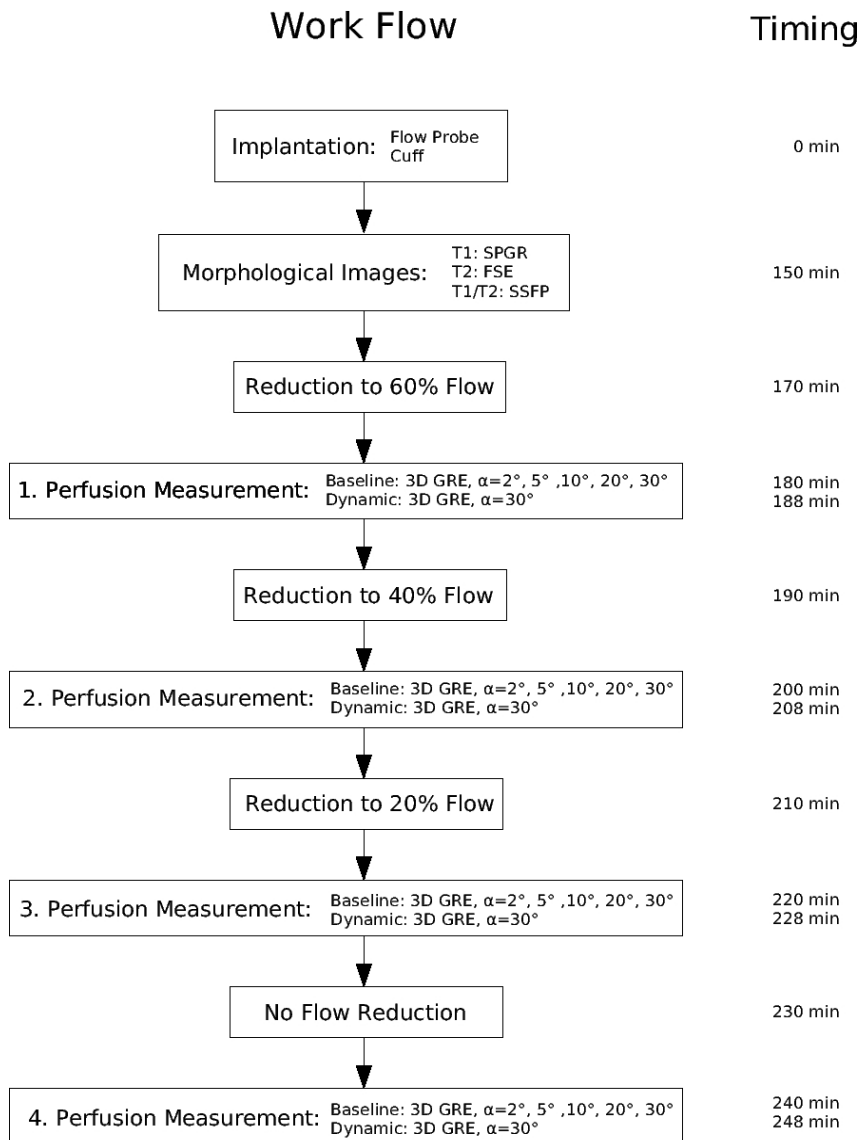 Work Flow
Timing
Implantation: Flow Probe
Cuff
0 min
Morphological Images: T1: SPGR
T2: FSE
T1/T2: SSFP
150 min
Reduction to 60% Flow
170 min
1. Perfusion Measurement: Baseline: 3D GRE, α=2°, 5° ,10°, 20°, 30°
Dynamic: 3D GRE, α=30°
180 min
188 min
Reduction to 40% Flow
190 min
2. Perfusion Measurement: Baseline: 3D GRE, α=2°, 5° ,10°, 20°, 30°
Dynamic: 3D GRE, α=30°
200 min
208 min
Reduction to 20% Flow
210 min
3. Perfusion Measurement: Baseline: 3D GRE, α=2°, 5° ,10°, 20°, 30°
Dynamic: 3D GRE, α=30°
220 min
228 min
No Flow Reduction
230 min
4. Perfusion Measurement: Baseline: 3D GRE, α=2°, 5° ,10°, 20°, 30°
Dynamic: 3D GRE, α=30°
240 min
248 min